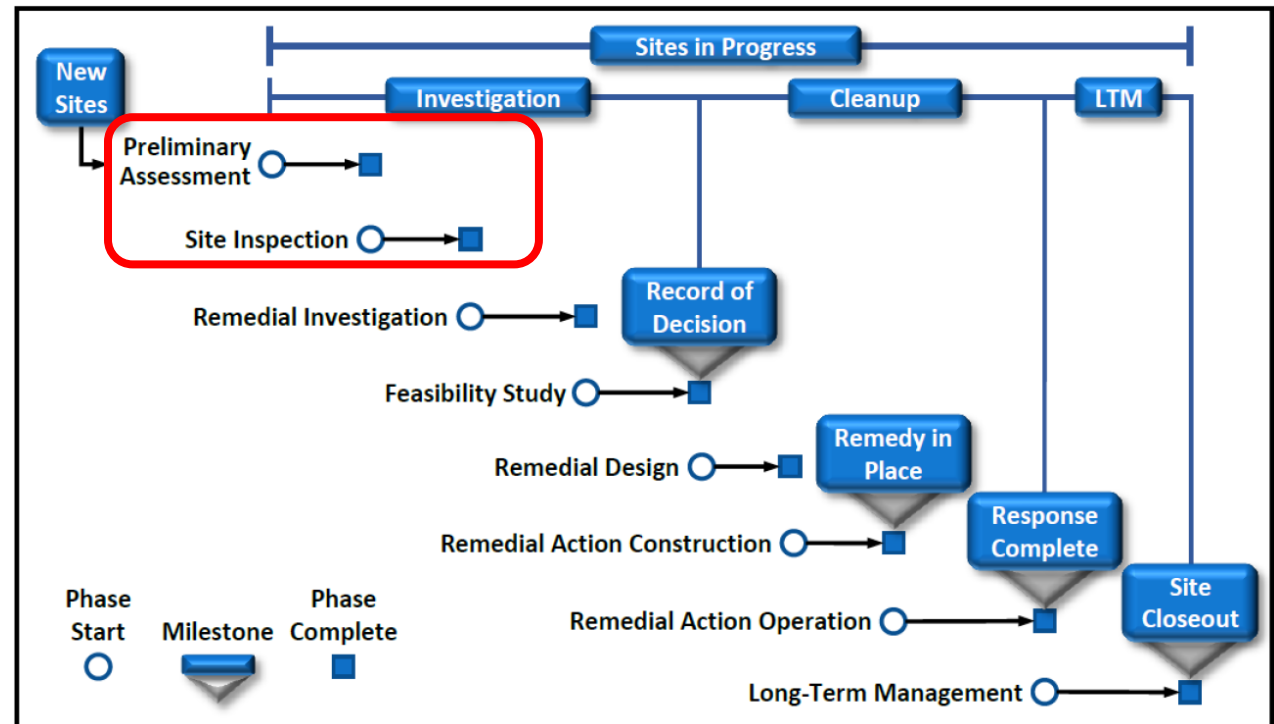 Sites in Progress
New
Sites
Investigation
Cleanup
LTM
Preliminary
Assessment
Site Inspection
Remedial Investigation
Record of
Decision
Feasibility Study
Remedial Design
Remedy in
Place
Remedial Action Construction
Response
Complete
Remedial Action Operation
Site
Closeout
Long-Term Management
Phase
Start
Milestone
Phase
Complete